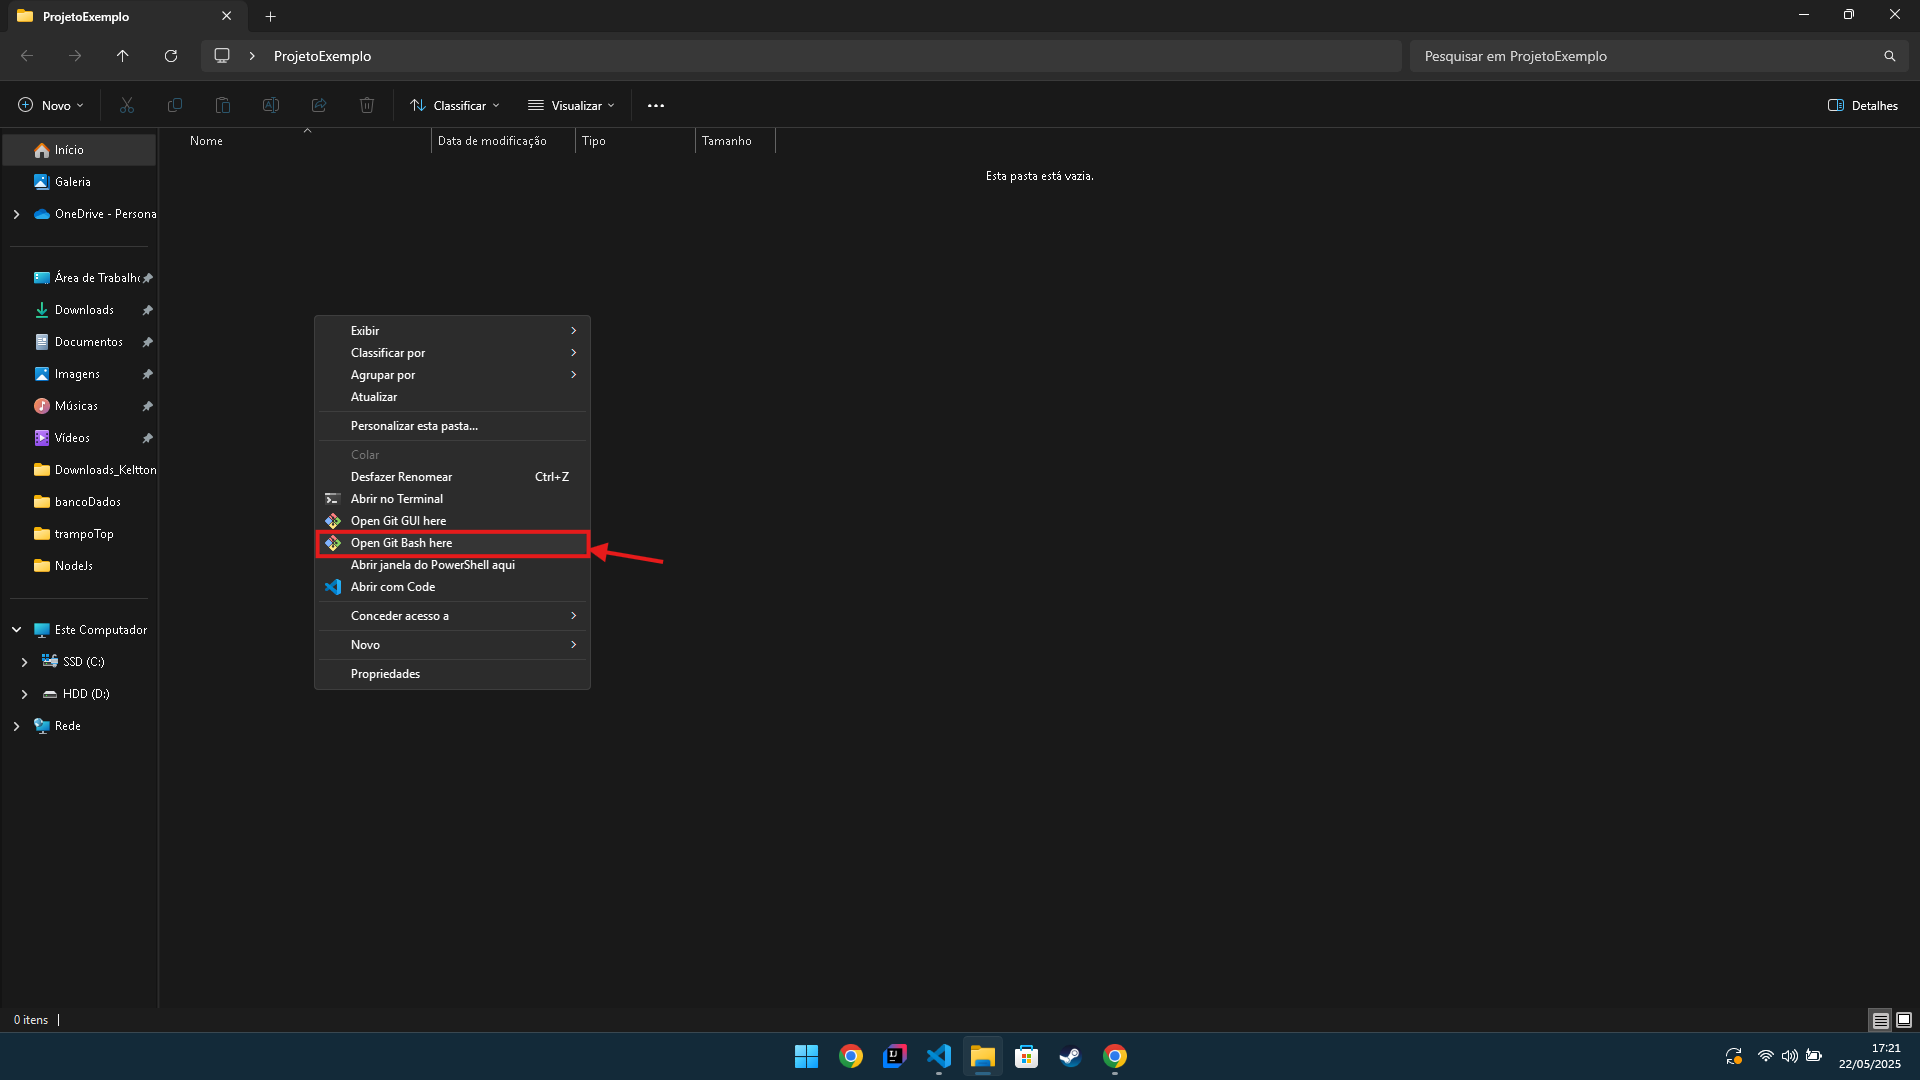 ProjetoExemplo
ProjetoExemplo
Pesquisar em ProjetoExemplo
Novo
Classificar
Visualizar
Detalhes
Nome
Data de modificação
Tipo
Tamanho
Esta pasta está vazia.
Início
Galeria
OneDrive - Persona
Área de Trabalho
Downloads
Documentos
Imagens
Músicas
Vídeos
Downloads_Keltton
bancoDados
trampoTop
NodeJs
Este Computador
SSD (C:)
HDD (D:)
Rede
Exibir
Classificar por
Agrupar por
Atualizar
Personalizar esta pasta...
Colar
Desfazer Renomear Ctrl+Z
Abrir no Terminal
Open Git GUI here
Open Git Bash here
Abrir janela do PowerShell aqui
Abrir com Code
Conceder acesso a
Novo
Propriedades
0 itens
17:21
22/05/2025